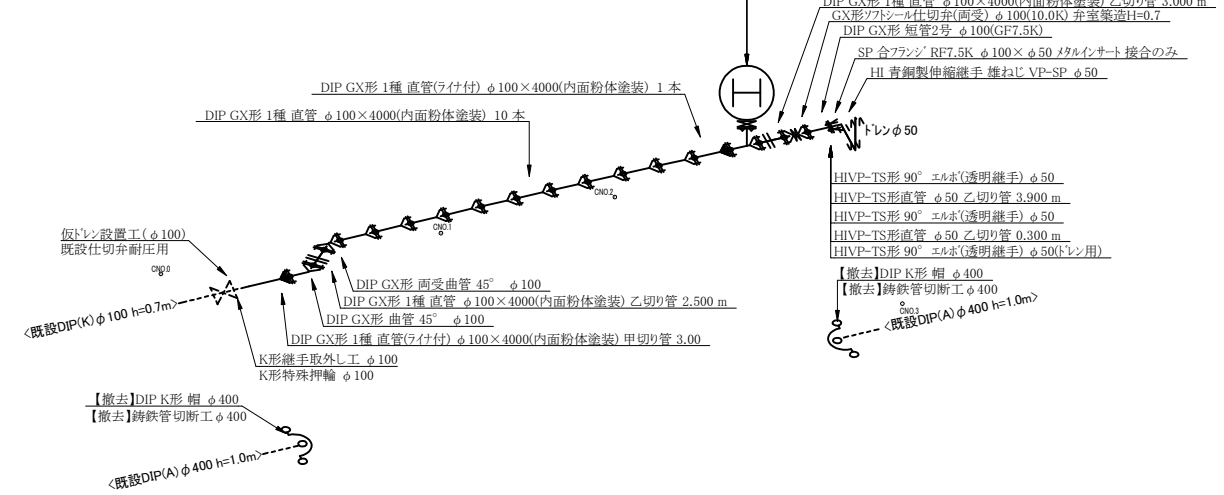 DIP GX形 1種 直管 φ100×4000(内面粉体塗装) 乙切り管 3.000 m
GX形ソフトシール仕切弁(両受) φ100(10.0K) 弁室築造H=0.7
DIP GX形 短管2号 φ100(GF7.5K)
SP 合フランジ RF7.5K φ100×φ50 メタルインサート 接合のみ
HI 青銅製伸縮継手 雄ねじ VP-SP φ50
DIP GX形 1種 直管(ライナ付) φ100×4000(内面粉体塗装) 1 本
DIP GX形 1種 直管 φ100×4000(内面粉体塗装) 10 本
H
ドレンφ50
HIVP-TS形 90° エルボ(透明継手) φ50
HIVP-TS形直管 φ50 乙切り管 3.900 m
HIVP-TS形 90° エルボ(透明継手) φ50
HIVP-TS形直管 φ50 乙切り管 0.300 m
HIVP-TS形 90° エルボ(透明継手) φ50(ドレン用)
CNO.2
CNO.1
仮ドレン設置工(φ100)
既設仕切弁耐圧用
CNO.0
<既設DIP(K)φ100 h=0.7m>
DIP GX形 両受曲管 45° φ100
DIP GX形 1種 直管 φ100×4000(内面粉体塗装) 乙切り管 2.500 m
DIP GX形 曲管 45° φ100
DIP GX形 1種 直管(ライナ付) φ100×4000(内面粉体塗装) 甲切り管 3.00
K形継手取外し工 φ100
K形特殊押輪 φ100
【撤去】DIP K形 帽 φ400
【撤去】鋳鉄管切断工φ400
CNO.3
<既設DIP(A)φ400 h=1.0m>
【撤去】DIP K形 帽 φ400
【撤去】鋳鉄管切断工φ400
<既設DIP(A)φ400 h=1.0m>